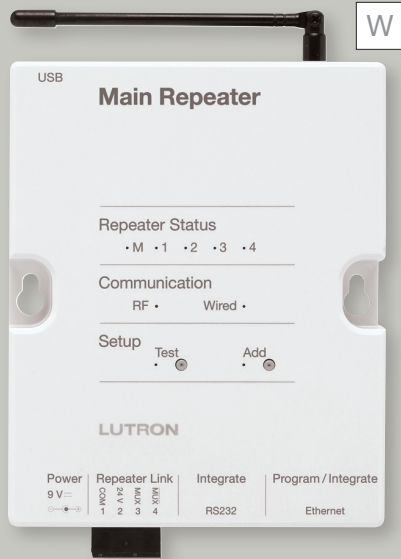 W
USB
Main Repeater
Repeater Status
M 1 2 3 4
Communication
RF Wired
Setup
Test Add
LUTRON
Power Repeater Link Integrate Program / Integrate
9 V COM 24 V MUX MUX
1 2 3 4 RS232 Ethernet